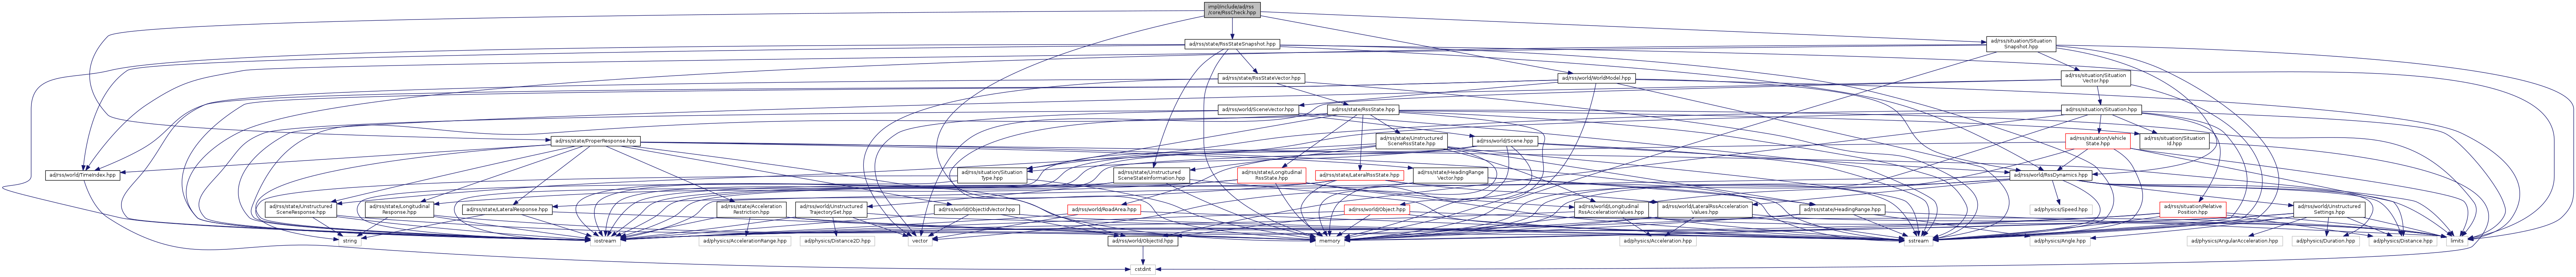 impl/include/ad/rss
/core/RssCheck.hpp
ad/rss/state/RssStateSnapshot.hpp
ad/rss/situation/Situation
Snapshot.hpp
ad/rss/state/RssStateVector.hpp
ad/rss/world/WorldModel.hpp
ad/rss/situation/Situation
Vector.hpp
ad/rss/world/SceneVector.hpp
ad/rss/state/RssState.hpp
ad/rss/situation/Situation.hpp
ad/rss/state/ProperResponse.hpp
ad/rss/state/Unstructured
SceneRssState.hpp
ad/rss/world/Scene.hpp
ad/rss/situation/Vehicle
State.hpp
ad/rss/situation/Situation
Id.hpp
ad/rss/world/TimeIndex.hpp
ad/rss/situation/Situation
Type.hpp
ad/rss/state/Unstructured
SceneStateInformation.hpp
ad/rss/state/Longitudinal
RssState.hpp
ad/rss/state/LateralRssState.hpp
ad/rss/state/HeadingRange
Vector.hpp
ad/rss/world/RssDynamics.hpp
ad/rss/state/Unstructured
SceneResponse.hpp
ad/rss/state/Longitudinal
Response.hpp
ad/rss/state/LateralResponse.hpp
ad/rss/state/Acceleration
Restriction.hpp
ad/rss/world/Unstructured
TrajectorySet.hpp
ad/rss/world/ObjectIdVector.hpp
ad/rss/world/RoadArea.hpp
ad/rss/world/Object.hpp
ad/rss/world/Longitudinal
RssAccelerationValues.hpp
ad/rss/world/LateralRssAcceleration
Values.hpp
ad/rss/state/HeadingRange.hpp
ad/physics/Speed.hpp
ad/rss/situation/Relative
Position.hpp
ad/rss/world/Unstructured
Settings.hpp
string
iostream
ad/physics/AccelerationRange.hpp
ad/physics/Distance2D.hpp
vector
ad/rss/world/ObjectId.hpp
memory
ad/physics/Acceleration.hpp
sstream
ad/physics/Angle.hpp
ad/physics/AngularAcceleration.hpp
ad/physics/Duration.hpp
ad/physics/Distance.hpp
limits
cstdint